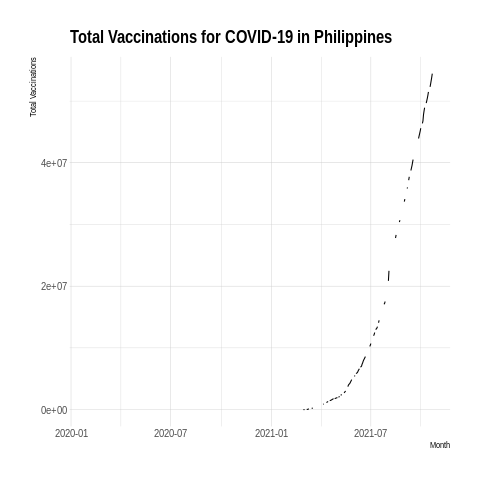 Total Vaccinations for COVID-19 in Philippines
Total Vaccinations
4e+07
2e+07
0e+00
2020-01 2020-07 2021-01 2021-07
Month